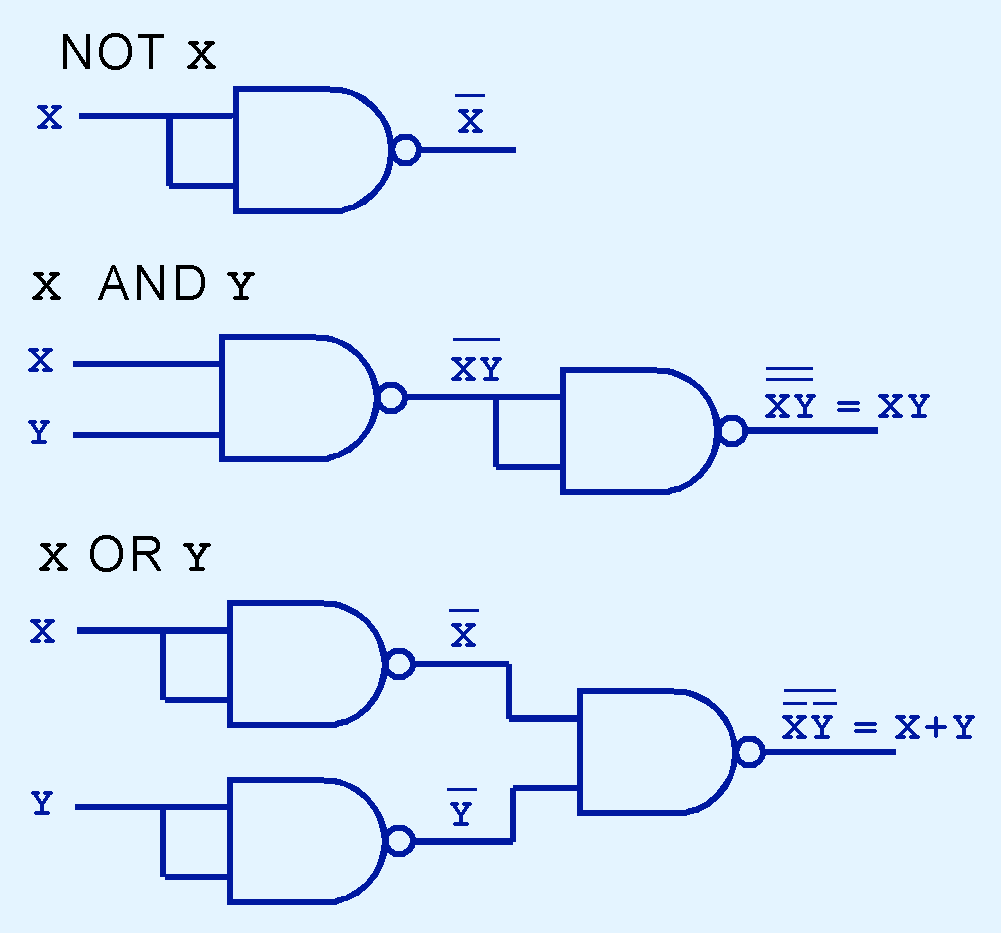 NOT X
X
X̅
X AND Y
X
X̅Y̅
Y
X̿Y̿ = XY
X OR Y
X
X̅
X̿Y̿ = X+Y
Y
Y̅